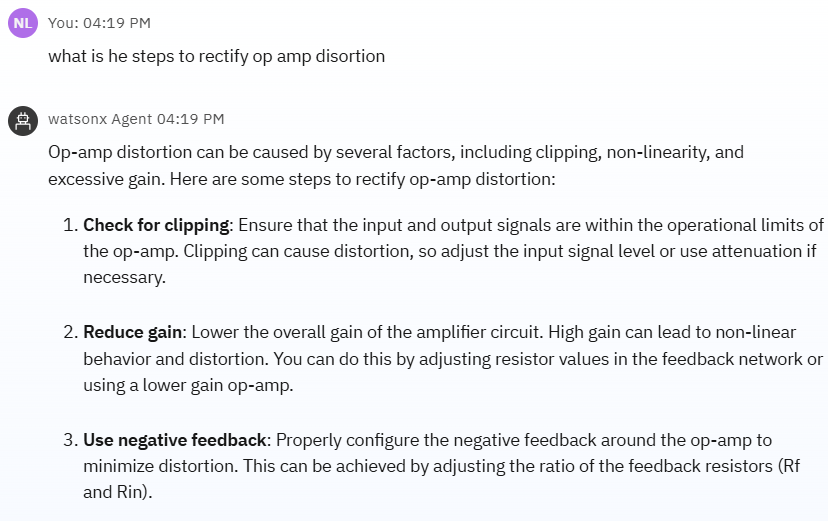 NL You: 04:19 PM
what is he steps to rectify op amp disortion
watsonx Agent 04:19 PM
Op-amp distortion can be caused by several factors, including clipping, non-linearity, and
excessive gain. Here are some steps to rectify op-amp distortion:
1. Check for clipping: Ensure that the input and output signals are within the operational limits of
the op-amp. Clipping can cause distortion, so adjust the input signal level or use attenuation if
necessary.
2. Reduce gain: Lower the overall gain of the amplifier circuit. High gain can lead to non-linear
behavior and distortion. You can do this by adjusting resistor values in the feedback network or
using a lower gain op-amp.
3. Use negative feedback: Properly configure the negative feedback around the op-amp to
minimize distortion. This can be achieved by adjusting the ratio of the feedback resistors (Rf
and Rin).